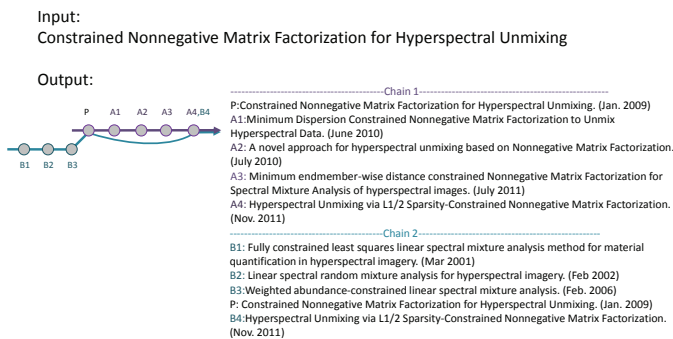 Input:
Constrained Nonnegative Matrix Factorization for Hyperspectral Unmixing
Output:
P A1 A2 A3 A4,B4
B1 B2 B3
----------Chain 1----------
P:Constrained Nonnegative Matrix Factorization for Hyperspectral Unmixing. (Jan. 2009)
A1:Minimum Dispersion Constrained Nonnegative Matrix Factorization to Unmix
Hyperspectral Data. (June 2010)
A2: A novel approach for hyperspectral unmixing based on Nonnegative Matrix Factorization.
(July 2010)
A3: Minimum endmember-wise distance constrained Nonnegative Matrix Factorization for
Spectral Mixture Analysis of hyperspectral images. (July 2011)
A4: Hyperspectral Unmixing via L1/2 Sparsity-Constrained Nonnegative Matrix Factorization.
(Nov. 2011)
----------Chain 2----------
B1: Fully constrained least squares linear spectral mixture analysis method for material
quantification in hyperspectral imagery. (Mar 2001)
B2: Linear spectral random mixture analysis for hyperspectral imagery. (Feb 2002)
B3:Weighted abundance-constrained linear spectral mixture analysis. (Feb. 2006)
P: Constrained Nonnegative Matrix Factorization for Hyperspectral Unmixing. (Jan. 2009)
B4:Hyperspectral Unmixing via L1/2 Sparsity-Constrained Nonnegative Matrix Factorization.
(Nov. 2011)